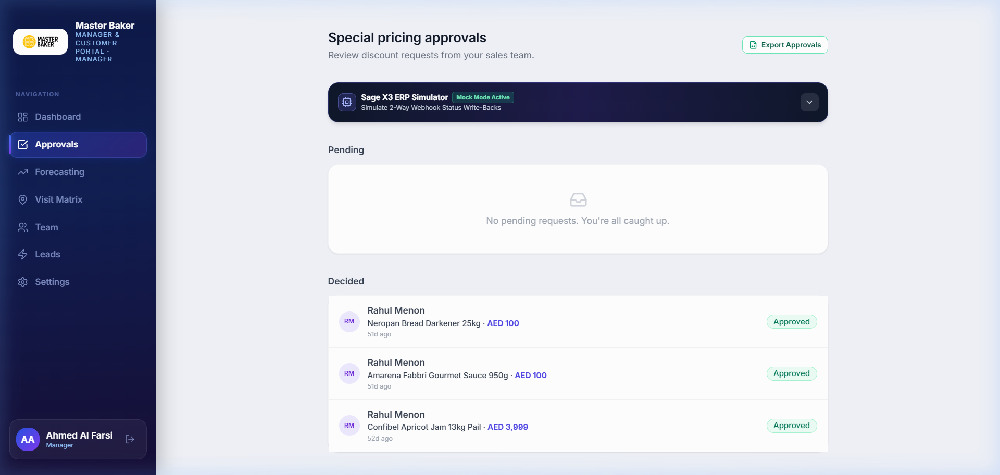 MASTER
BAKER
Master Baker
MANAGER &
CUSTOMER
PORTAL ·
MANAGER
NAVIGATION
Dashboard
Approvals
Forecasting
Visit Matrix
Team
Leads
Settings
AA
Ahmed Al Farsi
Manager
Special pricing approvals
Review discount requests from your sales team.
Export Approvals
Sage X3 ERP Simulator
Mock Mode Active
Simulate 2-Way Webhook Status Write-Backs
Pending
No pending requests. You're all caught up.
Decided
RM
Rahul Menon
Neropan Bread Darkener 25kg · AED 100
51d ago
Approved
RM
Rahul Menon
Amarena Fabbri Gourmet Sauce 950g · AED 100
51d ago
Approved
RM
Rahul Menon
Confibel Apricot Jam 13kg Pail · AED 3,999
52d ago
Approved